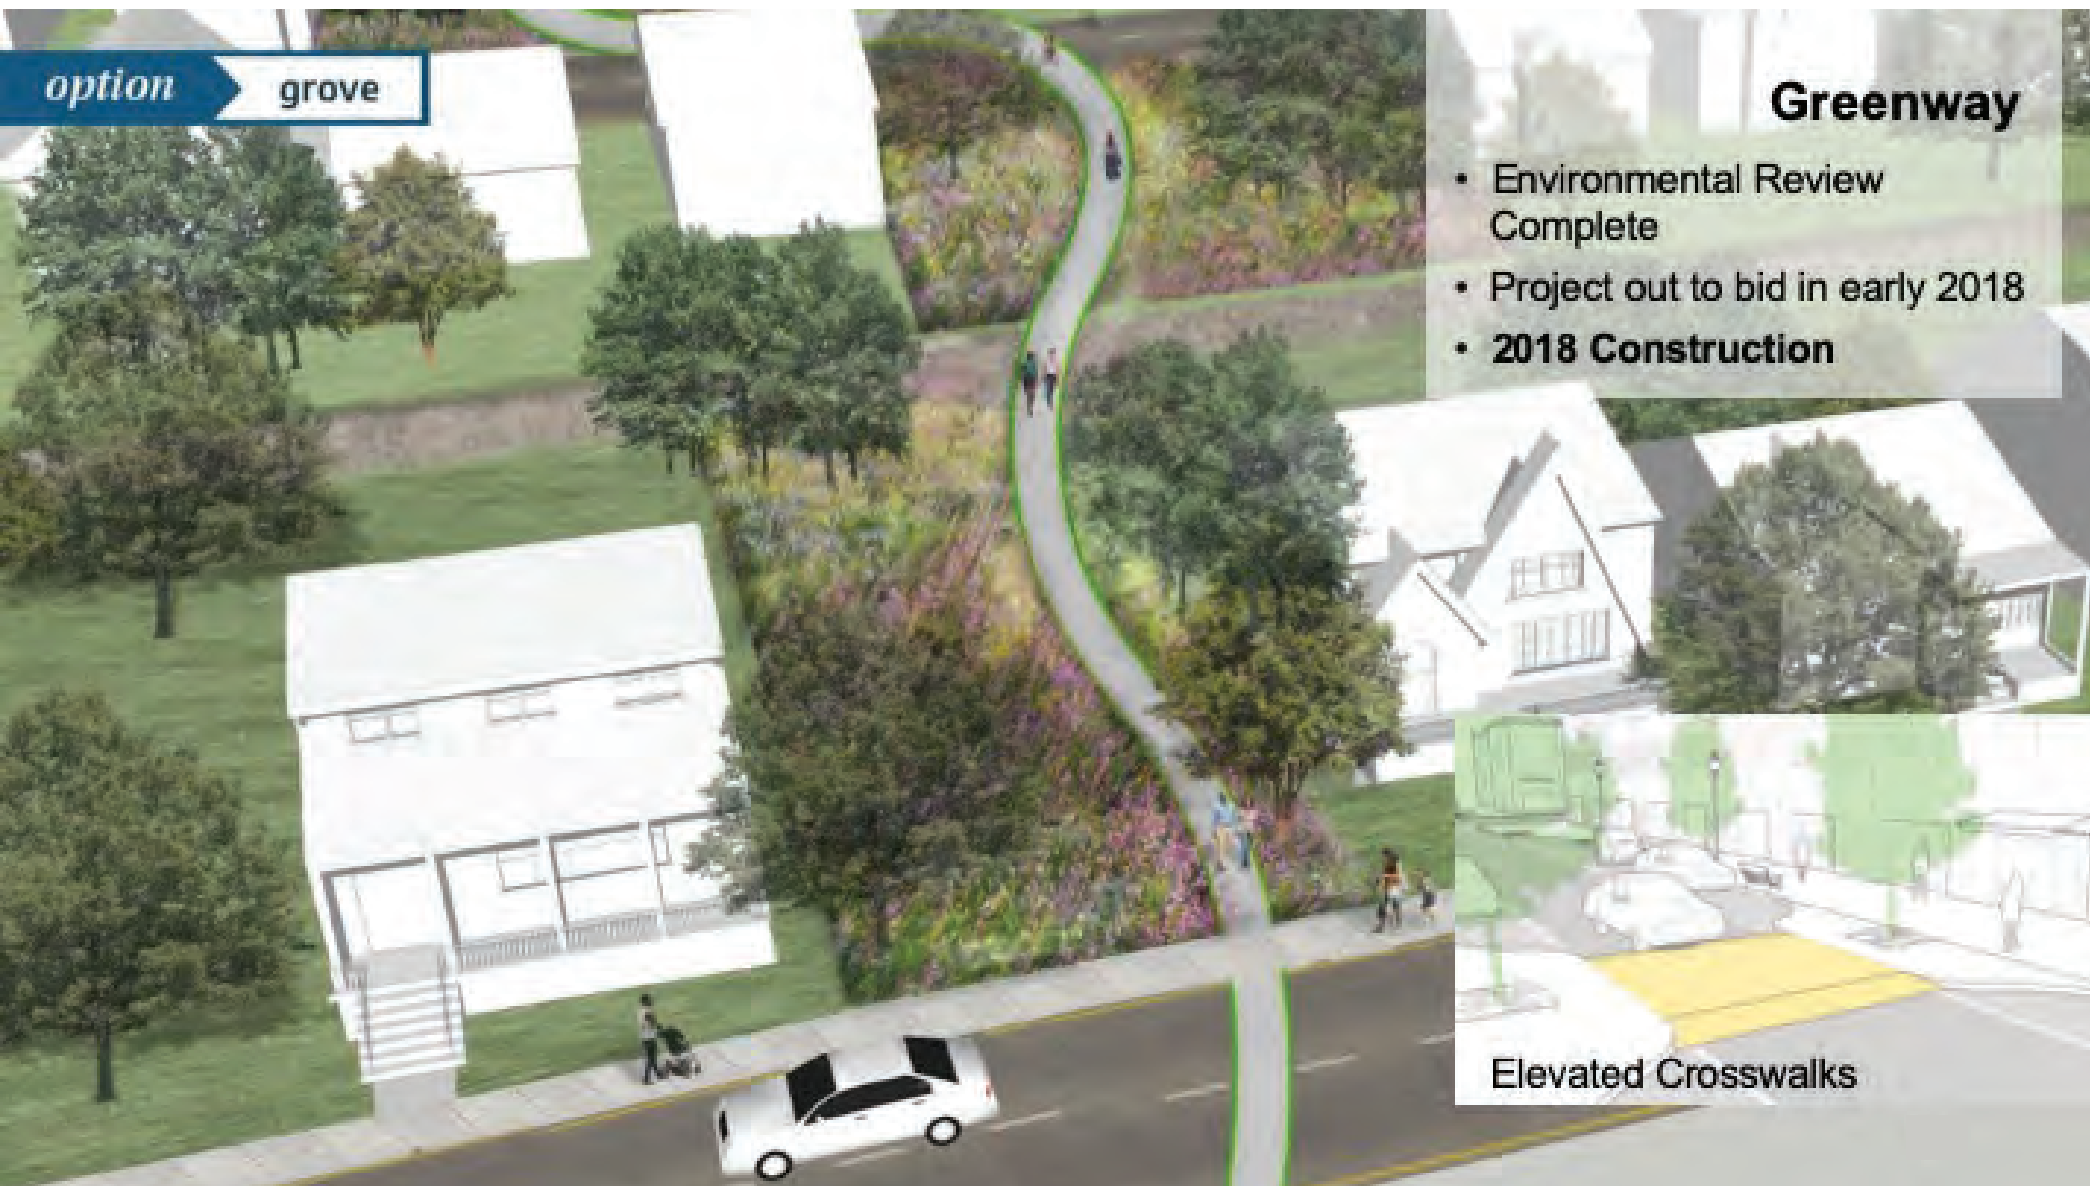 option grove
Greenway
• Environmental Review
Complete
• Project out to bid in early 2018
• 2018 Construction
Elevated Crosswalks